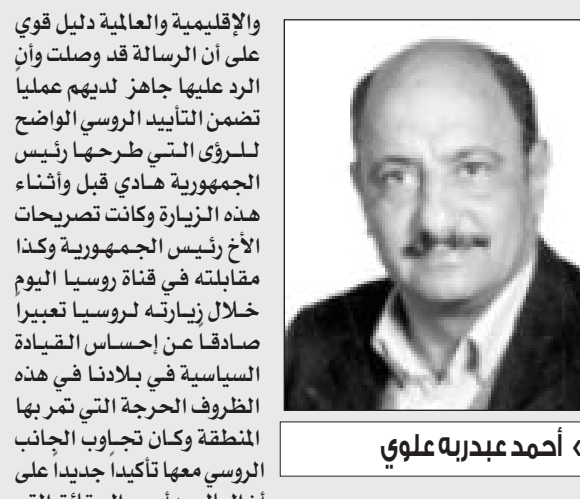 والإقليمية والعالمية دليل قوي
على أن الرسالة قد وصلت وأن
الرد عليها جاهز لديهم عملياً
تضمن التأييد الروسي الواضح
للرؤى التي طرحها رئيس
الجمهورية هادي قبل وأثناء
هذه الزيارة وكانت تصريحات
الأخ رئيس الجمهورية وكذا
مقابلته في قناة روسيا اليوم
خلال زيارته لروسيا تعبيراً
صادقاً عن إحساس القيادة
السياسية في بلادنا في هذه
الظروف الحرجة التي تمر بها
المنطقة وكان تجاوب الجانب
الروسي معها تأكيداً جديداً على
أحمد عبدربه علوي